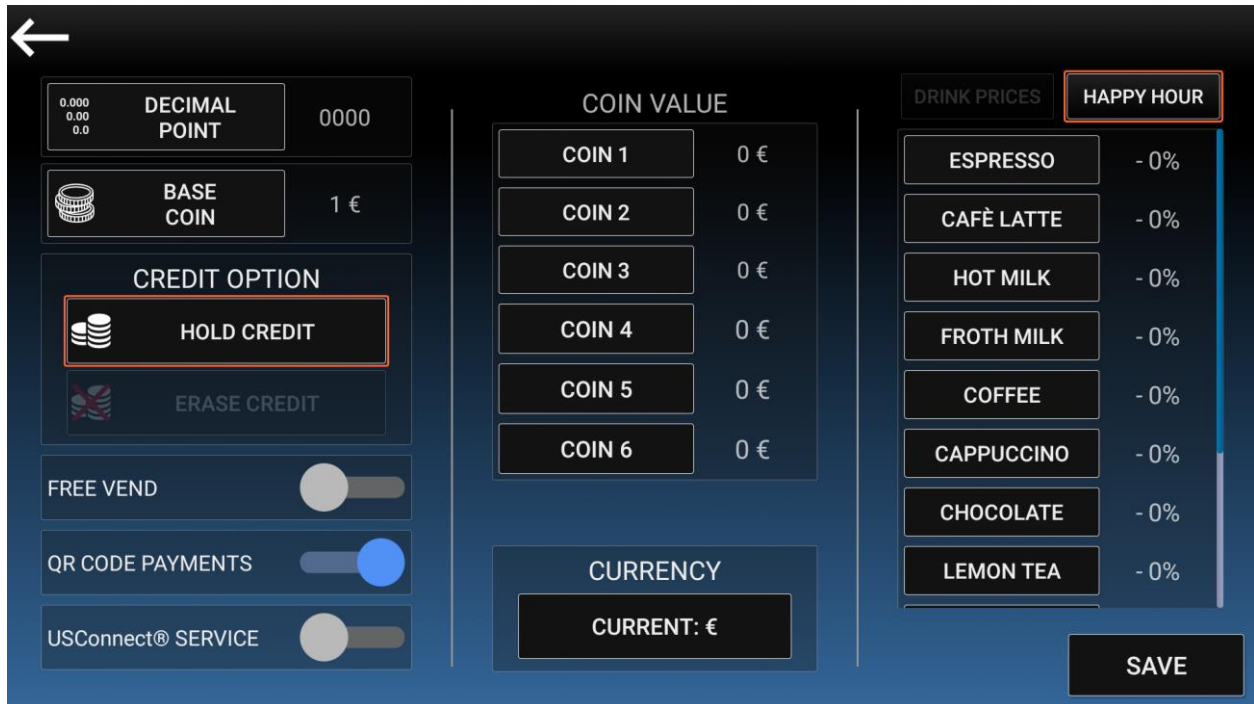 0.000
0.00
0.0
DECIMAL
POINT
0000
BASE
COIN
1 €
CREDIT OPTION
HOLD CREDIT
ERASE CREDIT
FREE VEND
QR CODE PAYMENTS
USConnect® SERVICE
COIN VALUE
COIN 1 0 €
COIN 2 0 €
COIN 3 0 €
COIN 4 0 €
COIN 5 0 €
COIN 6 0 €
CURRENCY
CURRENT: €
DRINK PRICES HAPPY HOUR
ESPRESSO - 0%
CAFÈ LATTE - 0%
HOT MILK - 0%
FROTH MILK - 0%
COFFEE - 0%
CAPPUCCINO - 0%
CHOCOLATE - 0%
LEMON TEA - 0%
SAVE